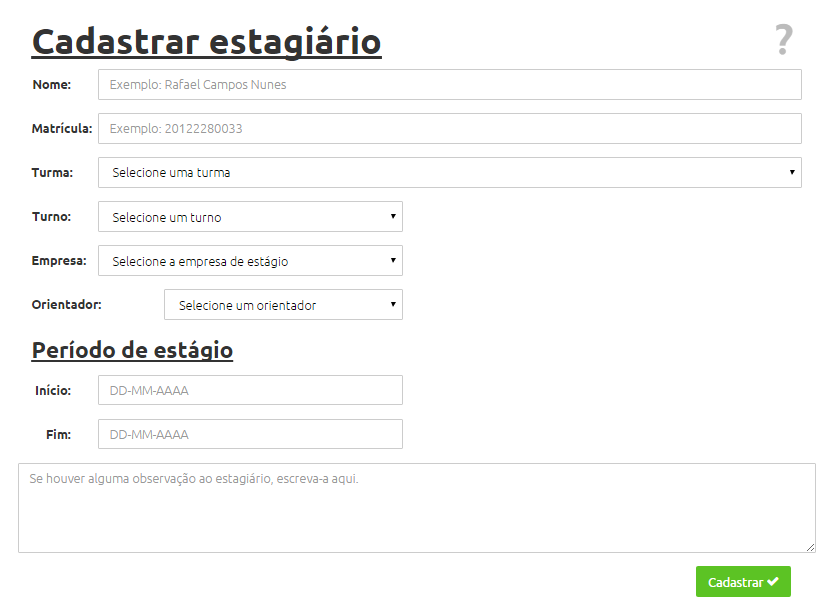 Cadastrar estagiário ?
Nome: Exemplo: Rafael Campos Nunes
Matrícula: Exemplo: 20122280033
Turma: Selecione uma turma
Turno: Selecione um turno
Empresa: Selecione a empresa de estágio
Orientador: Selecione um orientador
Período de estágio
Início: DD-MM-AAAA
Fim: DD-MM-AAAA
Se houver alguma observação ao estagiário, escreva-a aqui.
Cadastrar